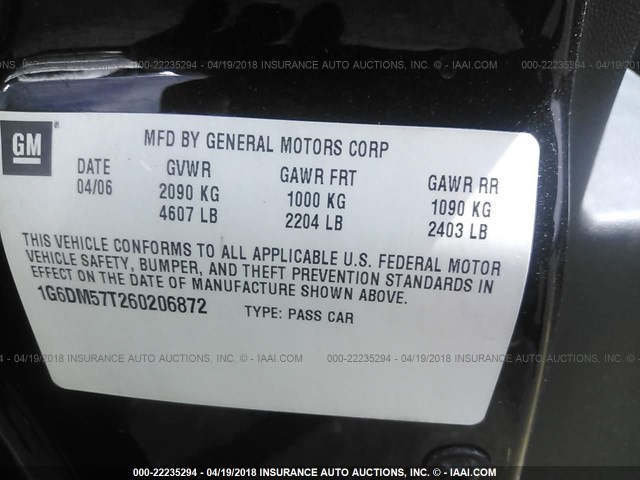 000-22235294 - 04/19/2018 INSURANCE AUTO AUCTIONS, INC. © - IAAI.COM
GM®
MFD BY GENERAL MOTORS CORP
DATE GVWR GAWR FRT GAWR RR
04/06 2090 KG 1000 KG 1090 KG
4607 LB 2204 LB 2403 LB
THIS VEHICLE CONFORMS TO ALL APPLICABLE U.S. FEDERAL MOTOR
VEHICLE SAFETY, BUMPER, AND THEFT PREVENTION STANDARDS IN
EFFECT ON THE DATE OF MANUFACTURE SHOWN ABOVE.
1G6DM57T260206872 TYPE: PASS CAR
000-22235294 - 04/19/2018 INSURANCE AUTO AUCTIONS, INC. © - IAAI.COM
000-22235294 - 04/19/2018 INSURANCE AUTO AUCTIONS, INC. © - IAAI.COM